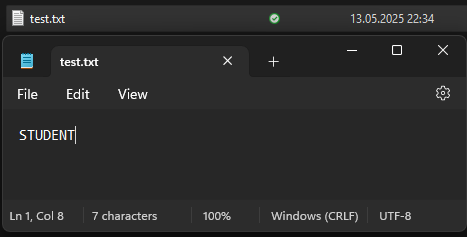 test.txt 13.05.2025 22:34
test.txt
File Edit View
STUDENT
Ln 1, Col 8 7 characters 100% Windows (CRLF) UTF-8